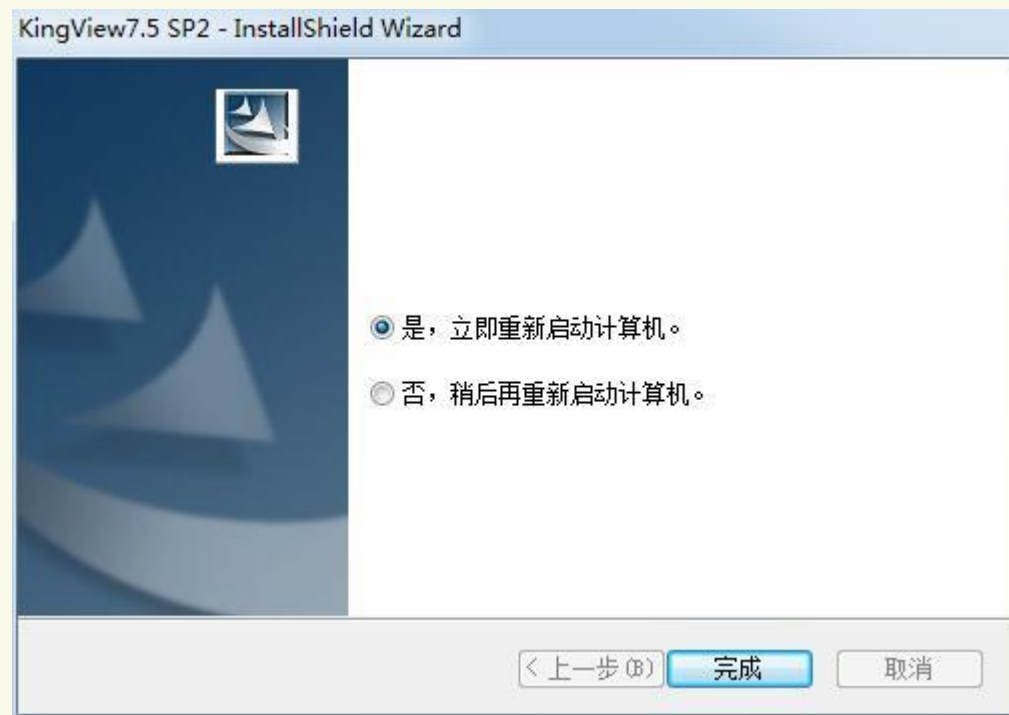 KingView7.5 SP2 - InstallShield Wizard
是，立即重新启动计算机。
否，稍后再重新启动计算机。
< 上一步(B)
完成
取消